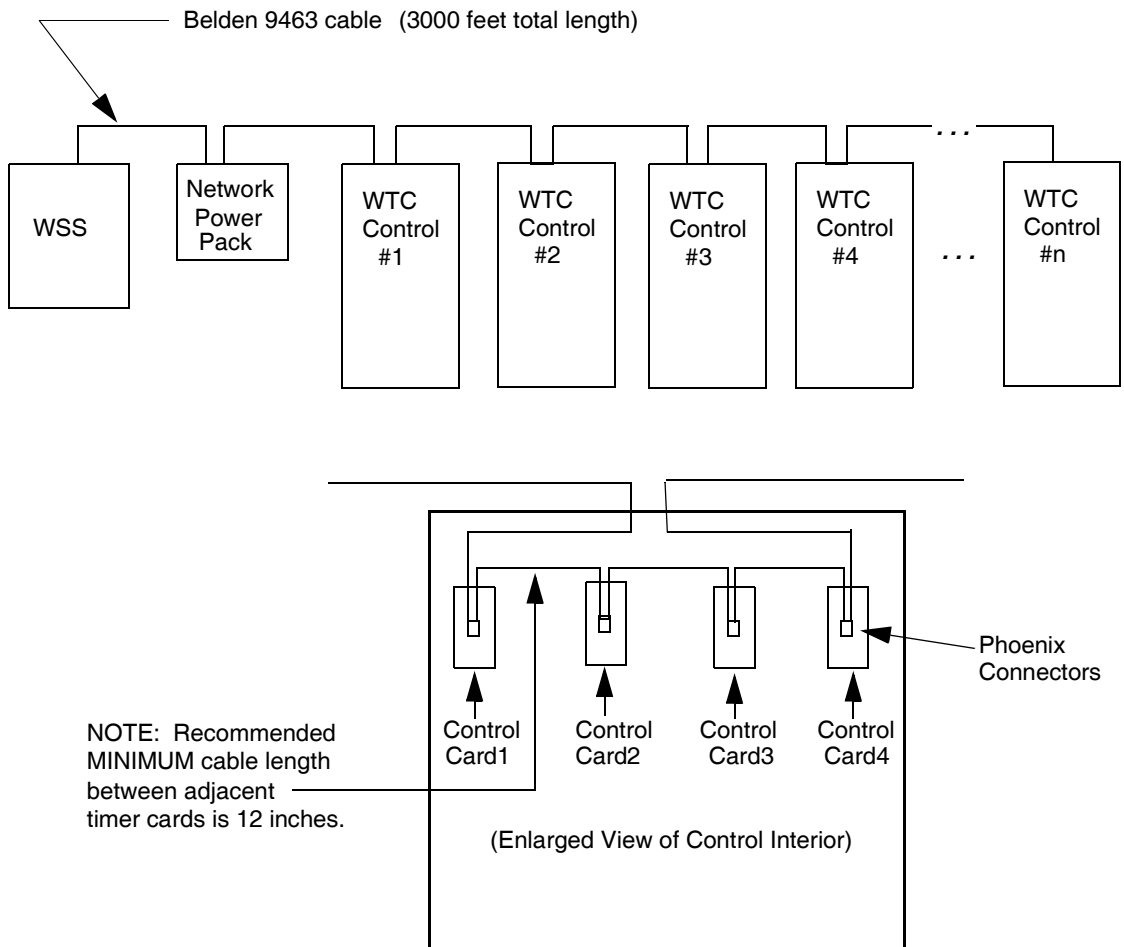 Belden 9463 cable (3000 feet total length)
WSS
Network
Power
Pack
WTC
Control
#1
WTC
Control
#2
WTC
Control
#3
WTC
Control
#4
. . .
. . .
WTC
Control
#n
Phoenix
Connectors
Control
Card1
Control
Card2
Control
Card3
Control
Card4
NOTE: Recommended
MINIMUM cable length
between adjacent
timer cards is 12 inches.
(Enlarged View of Control Interior)